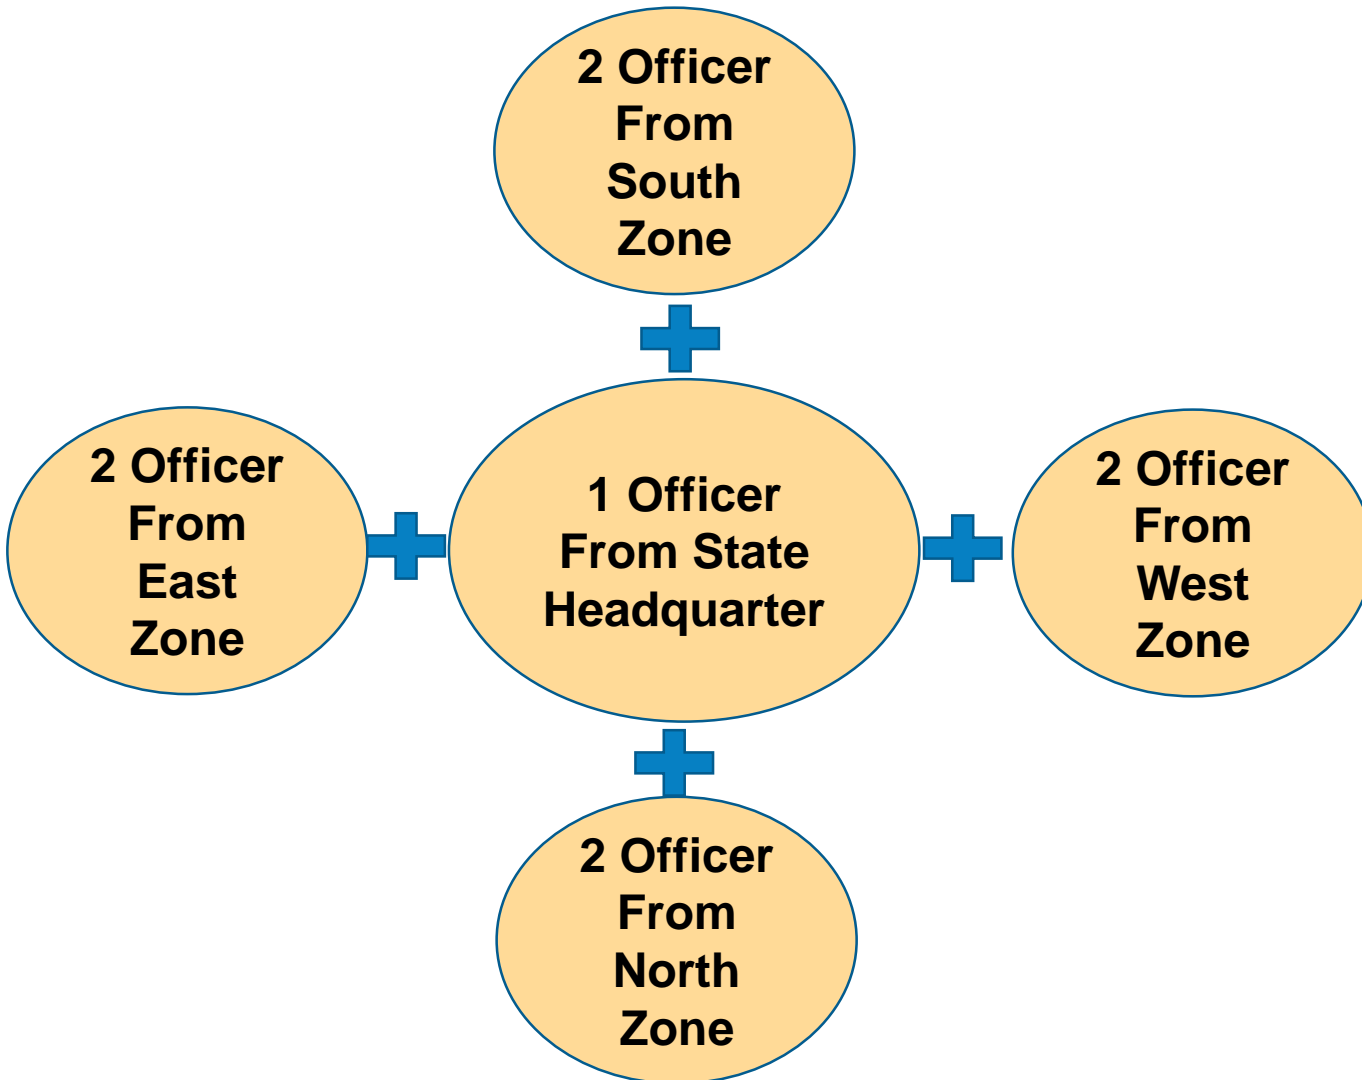 2 Officer
From
South
Zone
2 Officer
From
East
Zone
1 Officer
From State
Headquarter
2 Officer
From
West
Zone
2 Officer
From
North
Zone